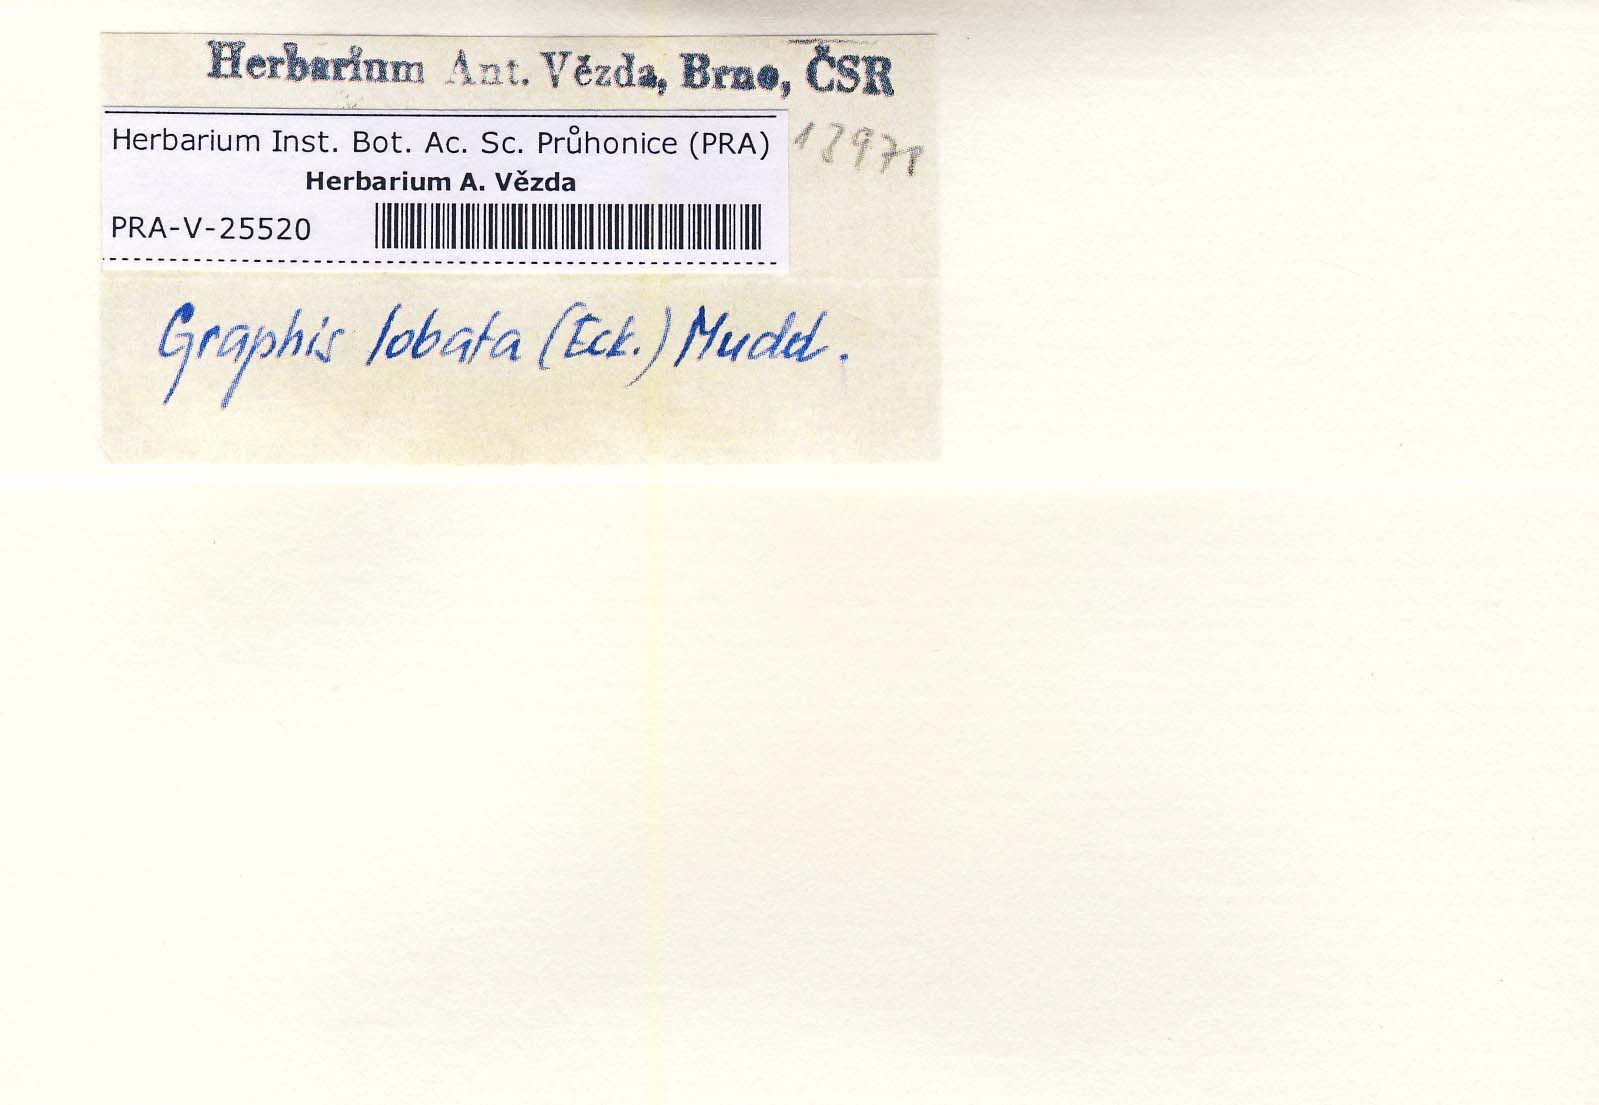 Herbarium Ant. Vězda, Brno, ČSR
Herbarium Inst. Bot. Ac. Sc. Průhonice (PRA)
Herbarium A. Vězda
PRA-V-25520
Graphis lobata (Eck.) Mudd.